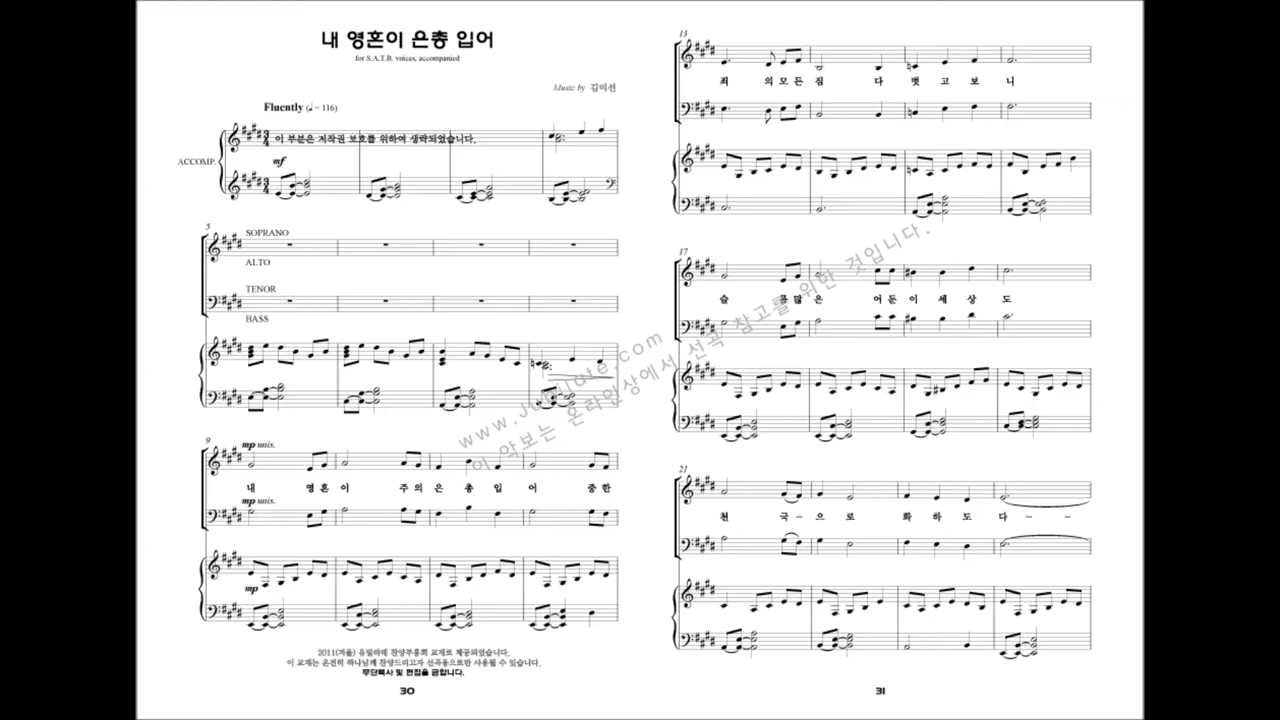 내 영혼이 은총 입어
for S.A.T.B. voices, accompanied
Music by 김미선
Fluently (♩= 116)
이 부분은 저작권 보호를 위하여 생략되었습니다.
ACCOMP.
mf
5
SOPRANO
ALTO
TENOR
BASS
9
mp unis.
내 영 혼 이 주 의 은 총 입 어 중 한
mp unis.
mp
2011(겨울) 유빌라테 찬양부흥회 교재로 제공되었습니다.
이 교재는 온전히 하나님께 찬양드리고자 선곡용으로만 사용될 수 있습니다.
무단복사 및 편집을 금합니다.
30
13
죄 의 모 든 짐 다 벗 고 보 니
17
슬 픔 많 은 어 둔 이 세 상 도
21
천 국 - 으 로 화 하 도 다 - -
31
이 악보는 온라인상에서 선곡 참고를 위한 것입니다.